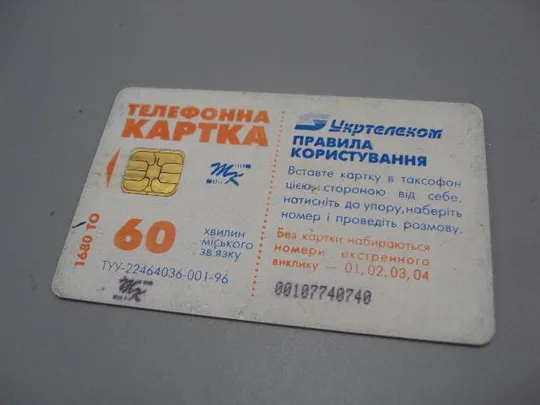 ТЕЛЕФОННА
КАРТКА
1680 ТО
60
хвилин
міського
зв'язку
ТУУ-22464036-001-96
Укртелеком
ПРАВИЛА
КОРИСТУВАННЯ
Вставте картку в таксофон
цією стороною від себе,
натисніть до упору, наберіть
номер і проведіть розмову.
Без картки набираються
номери екстренного
виклику — 01, 02, 03, 04
00107740740